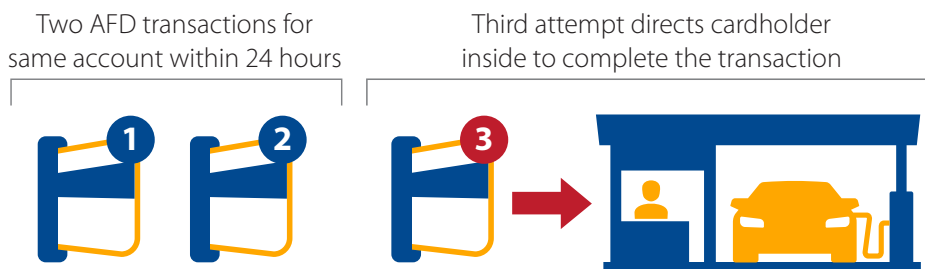 Two AFD transactions for
same account within 24 hours
Third attempt directs cardholder
inside to complete the transaction
1
2
3